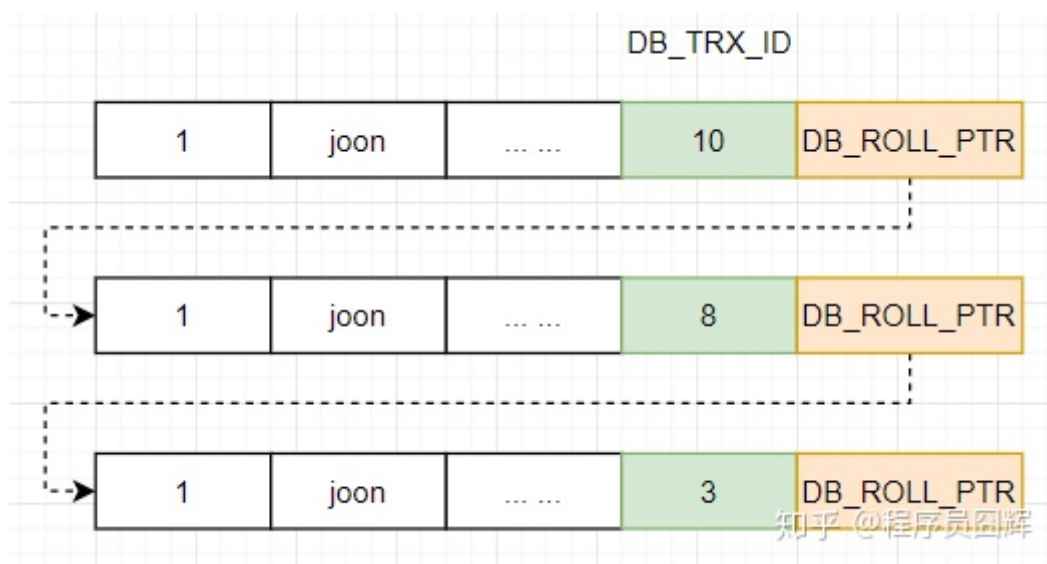 DB_TRX_ID
1 joon ... ... 10 DB_ROLL_PTR
1 joon ... ... 8 DB_ROLL_PTR
1 joon ... ... 3 DB_ROLL_PTR
知乎 @程序员囧辉